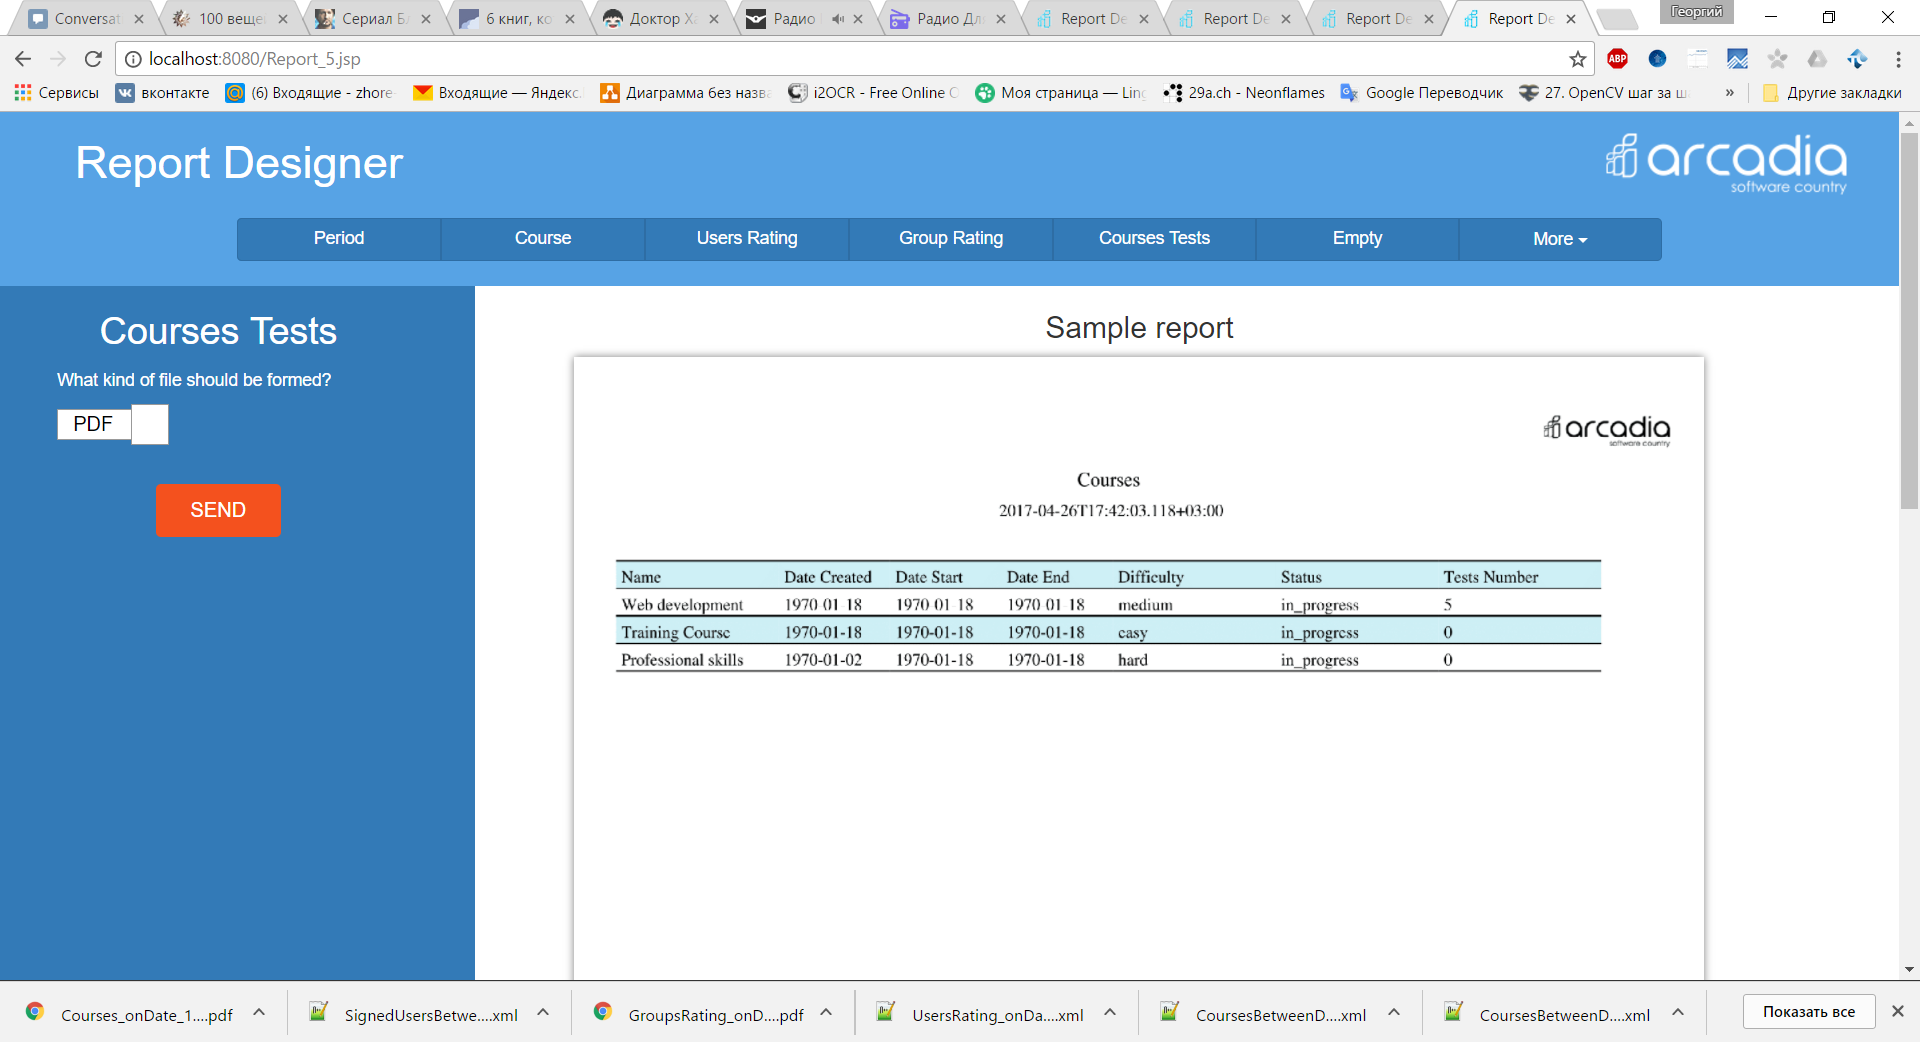 Conversat
100 вещe
Сериал Б
6 книг, ко
Доктор Ха
Радио
Радио Дл
Report De
Report De
Report De
Report De
Георгий
localhost:8080/Report_5.jsp
ABP
Сервисы
вконтакте
(6) Входящие - zhore
Входящие — Яндекс.
Диаграмма без назва
i2OCR - Free Online O
Моя страница — Ling
29a.ch - Neonflames
Google Переводчик
27. OpenCV шаг за ш
»
Другие закладки
Report Designer
arcadia
software country
Period
Course
Users Rating
Group Rating
Courses Tests
Empty
More
Courses Tests
What kind of file should be formed?
PDF
SEND
Sample report
arcadia
software country
Courses
2017-04-26T17:42:03.118+03:00
Name Date Created Date Start Date End Difficulty Status Tests Number
Web development 1970-01-18 1970-01-18 1970-01-18 medium in_progress 5
Training Course 1970-01-18 1970-01-18 1970-01-18 easy in_progress 0
Professional skills 1970-01-02 1970-01-18 1970-01-18 hard in_progress 0
Courses_onDate_1....pdf
SignedUsersBetwe....xml
GroupsRating_onD....pdf
UsersRating_onDa....xml
CoursesBetweenD....xml
CoursesBetweenD....xml
Показать все